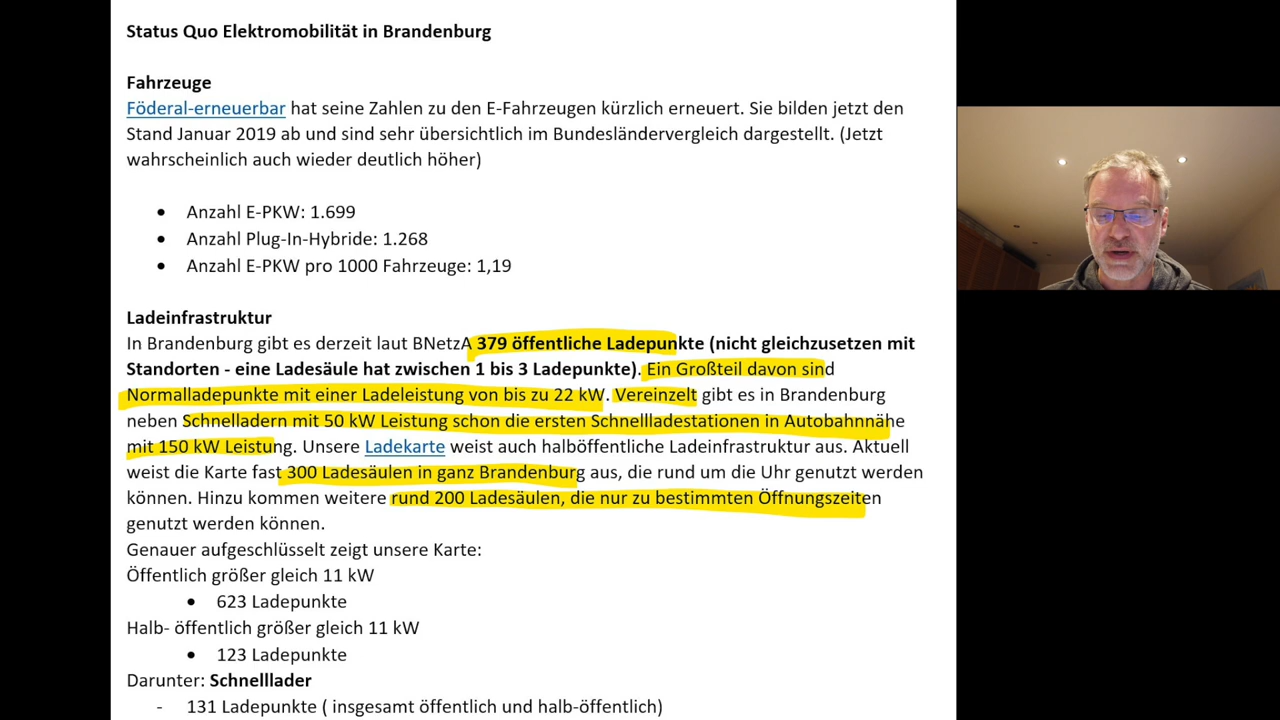 Status Quo Elektromobilität in Brandenburg
Fahrzeuge
Föderal-erneuerbar hat seine Zahlen zu den E-Fahrzeugen kürzlich erneuert. Sie bilden jetzt den
Stand Januar 2019 ab und sind sehr übersichtlich im Bundesländervergleich dargestellt. (Jetzt
wahrscheinlich auch wieder deutlich höher)
• Anzahl E-PKW: 1.699
• Anzahl Plug-In-Hybride: 1.268
• Anzahl E-PKW pro 1000 Fahrzeuge: 1,19
Ladeinfrastruktur
In Brandenburg gibt es derzeit laut BNetzA 379 öffentliche Ladepunkte (nicht gleichzusetzen mit
Standorten - eine Ladesäule hat zwischen 1 bis 3 Ladepunkte). Ein Großteil davon sind
Normalladepunkte mit einer Ladeleistung von bis zu 22 kW. Vereinzelt gibt es in Brandenburg
neben Schnelladern mit 50 kW Leistung schon die ersten Schnellladestationen in Autobahnnähe
mit 150 kW Leistung. Unsere Ladekarte weist auch halböffentliche Ladeinfrastruktur aus. Aktuell
weist die Karte fast 300 Ladesäulen in ganz Brandenburg aus, die rund um die Uhr genutzt werden
können. Hinzu kommen weitere rund 200 Ladesäulen, die nur zu bestimmten Öffnungszeiten
genutzt werden können.
Genauer aufgeschlüsselt zeigt unsere Karte:
Öffentlich größer gleich 11 kW
• 623 Ladepunkte
Halb- öffentlich größer gleich 11 kW
• 123 Ladepunkte
Darunter: Schnelllader
- 131 Ladepunkte ( insgesamt öffentlich und halb-öffentlich)